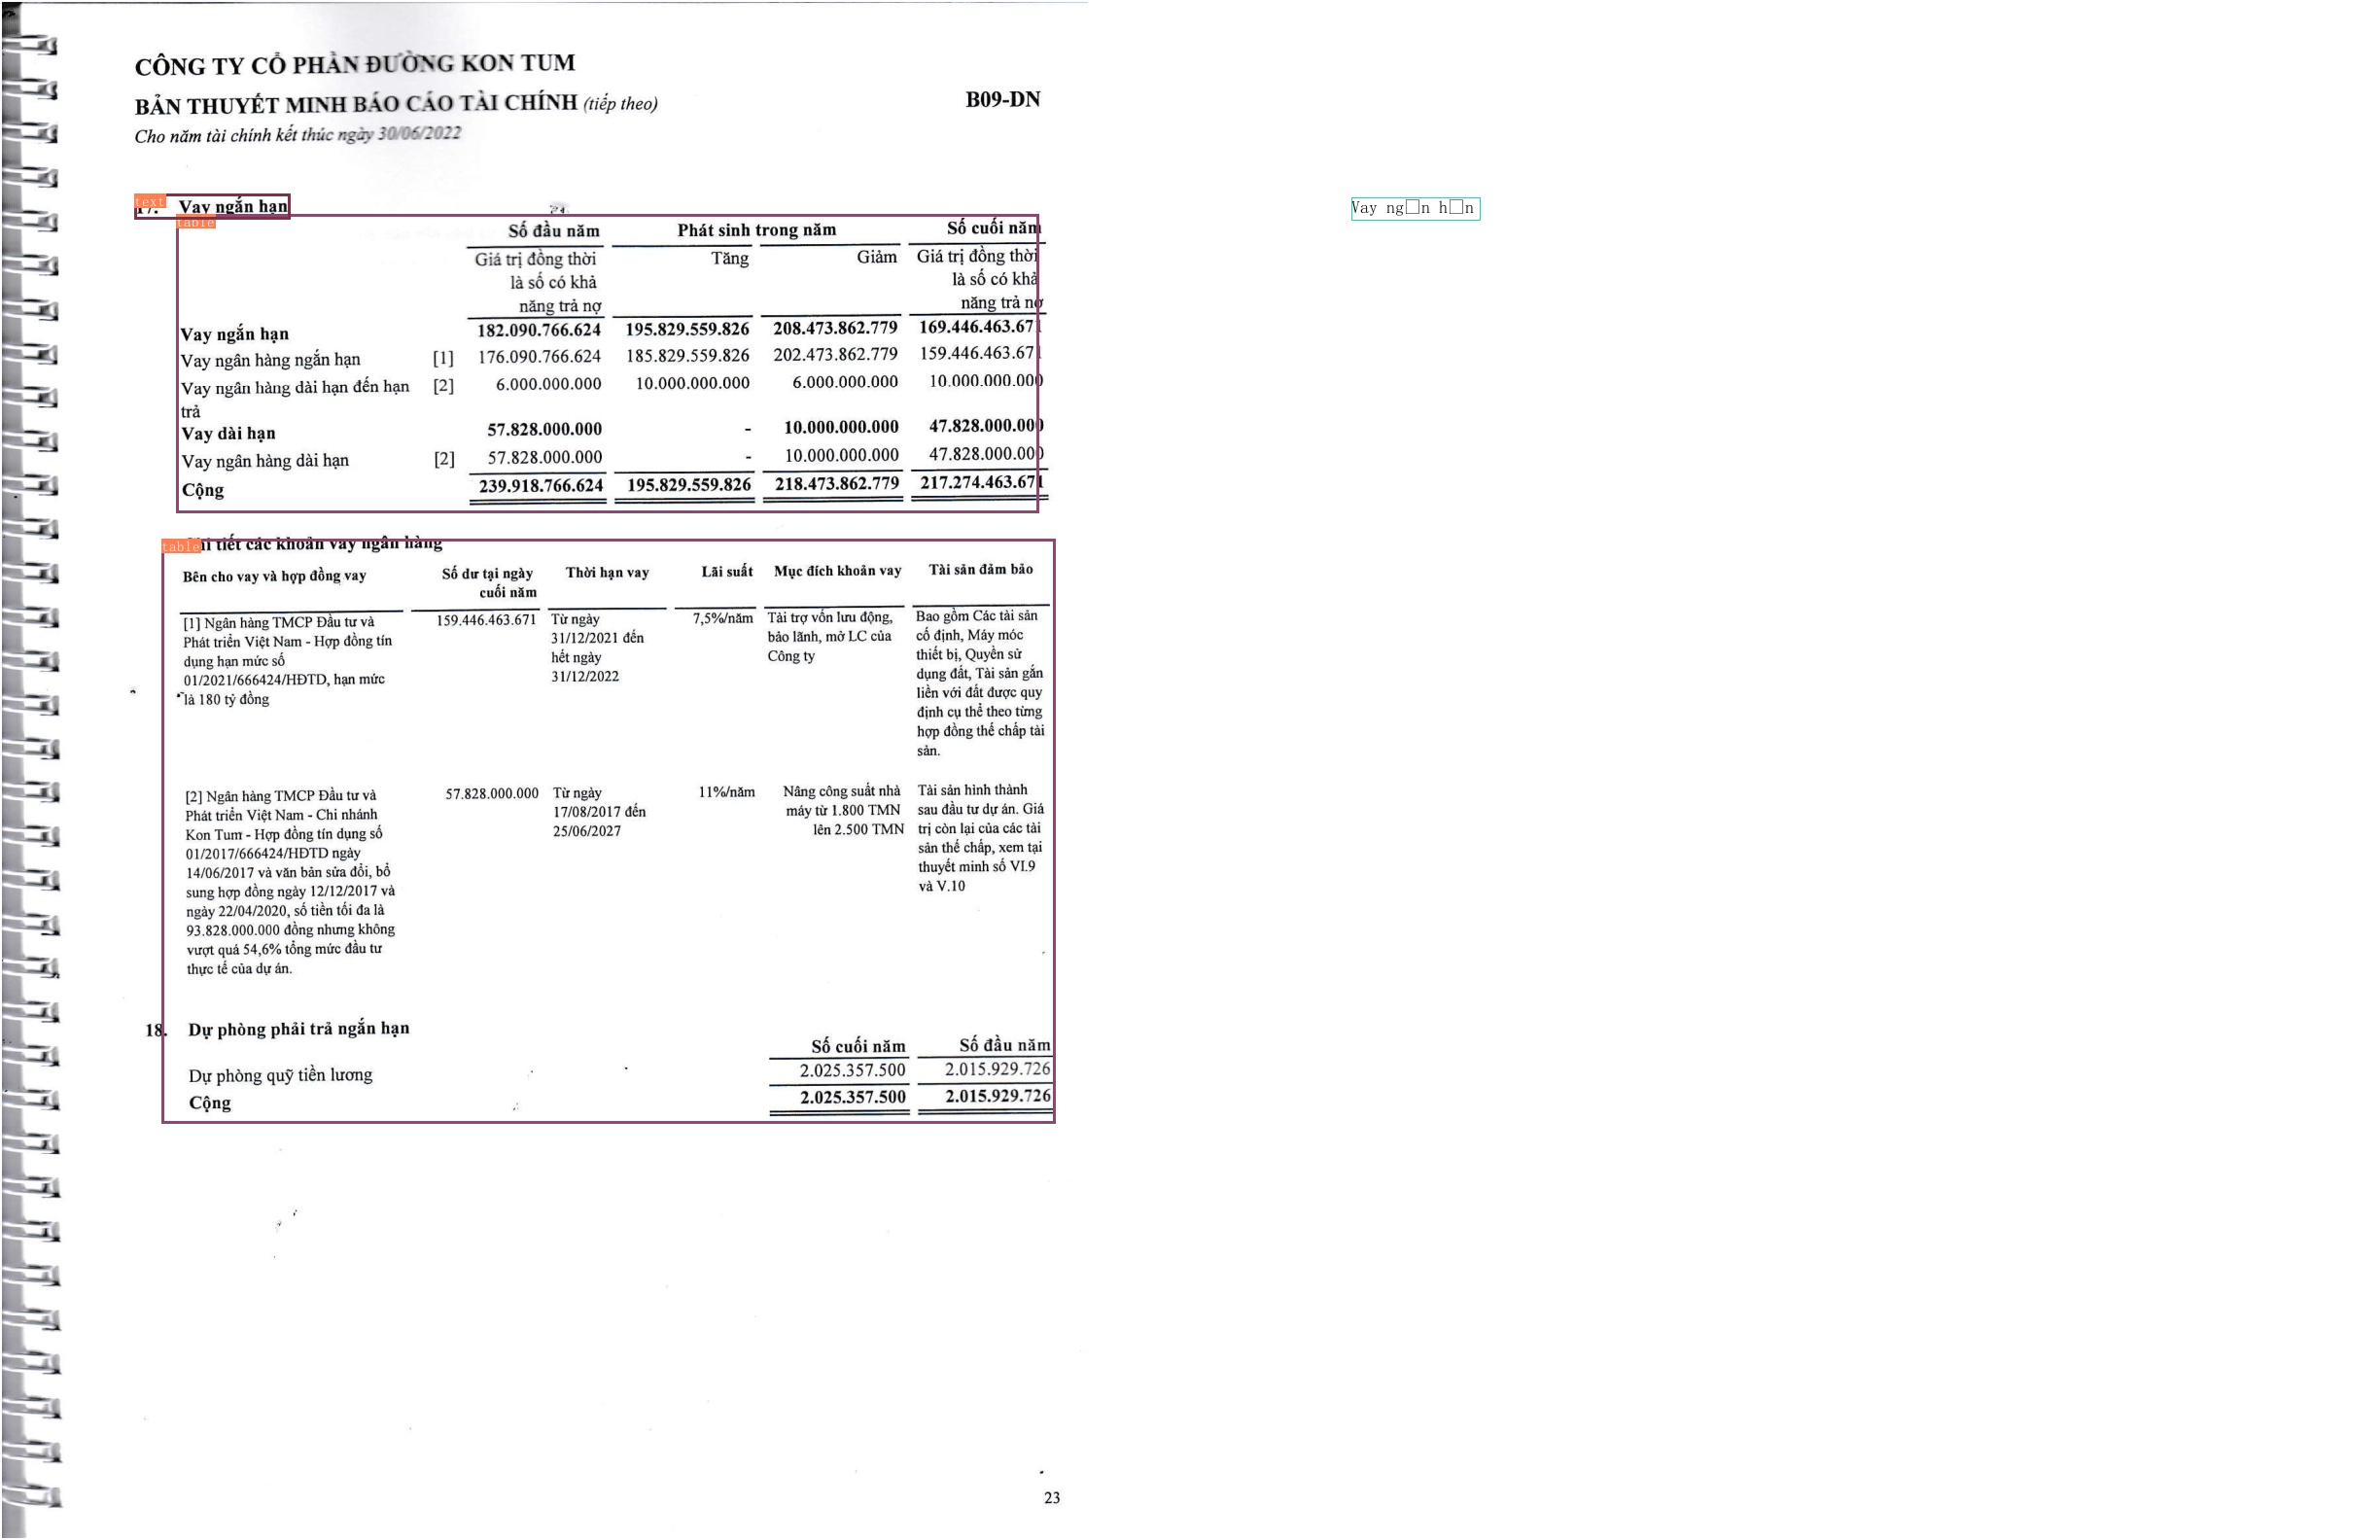 CÔNG TY CỔ PHẦN ĐƯỜNG KON TUM
BẢN THUYẾT MINH BÁO CÁO TÀI CHÍNH (tiếp theo) B09-DN
Cho năm tài chính kết thúc ngày 30/06/2022
text
17. Vay ngắn hạn
Vay ng□n h□n
table
Số đầu năm Phát sinh trong năm Số cuối năm
Giá trị đồng thời Tăng Giảm Giá trị đồng thời
là số có khả là số có khả
năng trả nợ năng trả nợ
Vay ngắn hạn 182.090.766.624 195.829.559.826 208.473.862.779 169.446.463.671
Vay ngân hàng ngắn hạn [1] 176.090.766.624 185.829.559.826 202.473.862.779 159.446.463.671
Vay ngân hàng dài hạn đến hạn [2] 6.000.000.000 10.000.000.000 6.000.000.000 10.000.000.000
trả
Vay dài hạn 57.828.000.000 - 10.000.000.000 47.828.000.000
Vay ngân hàng dài hạn [2] 57.828.000.000 - 10.000.000.000 47.828.000.000
Cộng 239.918.766.624 195.829.559.826 218.473.862.779 217.274.463.671
table
tiết các khoản vay ngân hàng
Bên cho vay và hợp đồng vay Số dư tại ngày Thời hạn vay Lãi suất Mục đích khoản vay Tài sản đảm bảo
cuối năm
[1] Ngân hàng TMCP Đầu tư và 159.446.463.671 Từ ngày 7,5%/năm Tài trợ vốn lưu động, Bao gồm Các tài sản
Phát triển Việt Nam - Hợp đồng tín 31/12/2021 đến bảo lãnh, mở LC của cố định, Máy móc
dụng hạn mức số hết ngày Công ty thiết bị, Quyền sử
01/2021/666424/HĐTD, hạn mức 31/12/2022 dụng đất, Tài sản gắn
là 180 tỷ đồng liền với đất được quy
định cụ thể theo từng
hợp đồng thế chấp tài
sản.
[2] Ngân hàng TMCP Đầu tư và 57.828.000.000 Từ ngày 11%/năm Nâng công suất nhà Tài sản hình thành
Phát triển Việt Nam - Chi nhánh 17/08/2017 đến máy từ 1.800 TMN sau đầu tư dự án. Giá
Kon Tum - Hợp đồng tín dụng số 25/06/2027 lên 2.500 TMN trị còn lại của các tài
01/2017/666424/HĐTD ngày sản thế chấp, xem tại
14/06/2017 và văn bản sửa đổi, bổ thuyết minh số VI.9
sung hợp đồng ngày 12/12/2017 và và V.10
ngày 22/04/2020, số tiền tối đa là
93.828.000.000 đồng nhưng không
vượt quá 54,6% tổng mức đầu tư
thực tế của dự án.
18. Dự phòng phải trả ngắn hạn
Số cuối năm Số đầu năm
Dự phòng quỹ tiền lương 2.025.357.500 2.015.929.726
Cộng 2.025.357.500 2.015.929.726
23